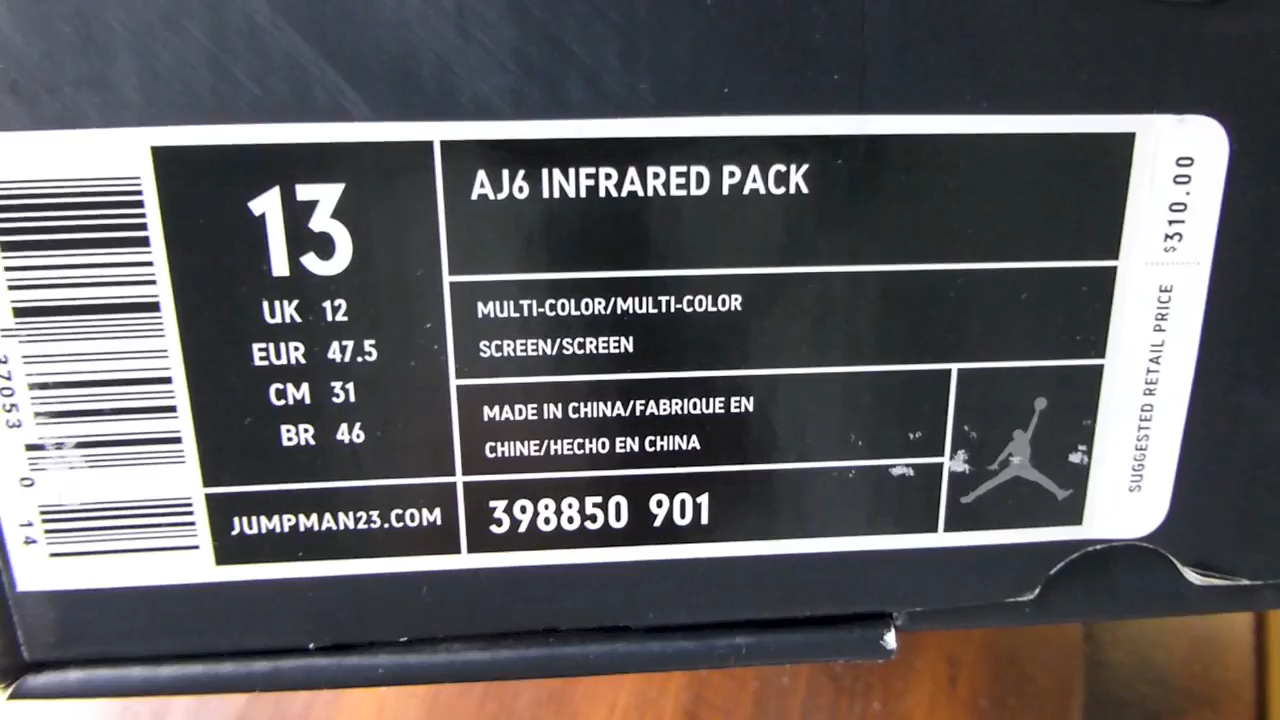 13
UK 12
EUR 47.5
CM 31
BR 46
JUMPMAN23.COM
AJ6 INFRARED PACK
MULTI-COLOR/MULTI-COLOR
SCREEN/SCREEN
MADE IN CHINA/FABRIQUE EN
CHINE/HECHO EN CHINA
398850 901
SUGGESTED RETAIL PRICE
$310.00
27053 0 14